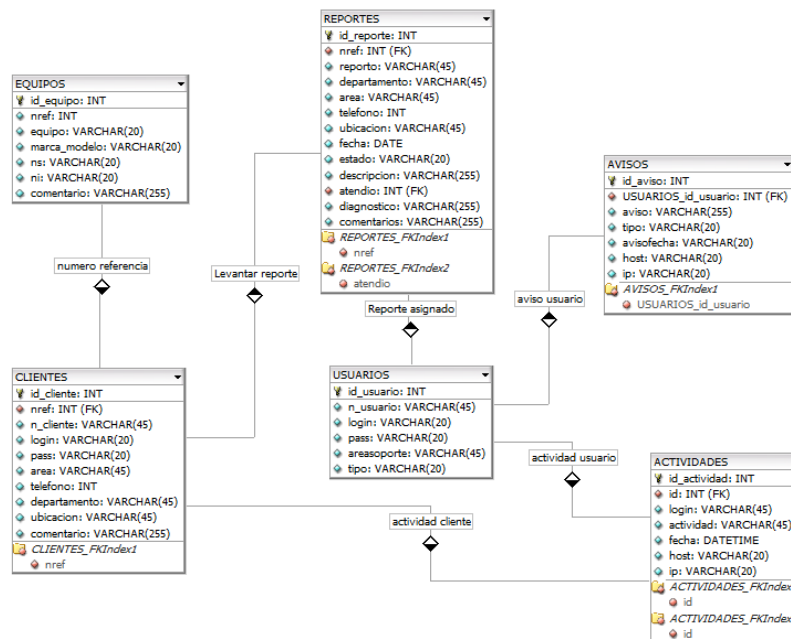 REPORTES
id_reporte: INT
nref: INT (FK)
reporto: VARCHAR(45)
departamento: VARCHAR(45)
area: VARCHAR(45)
telefono: INT
ubicacion: VARCHAR(45)
fecha: DATE
estado: VARCHAR(20)
descripcion: VARCHAR(255)
atendio: INT (FK)
diagnostico: VARCHAR(255)
comentarios: VARCHAR(255)
REPORTES_FKIndex1
nref
REPORTES_FKIndex2
atendio
EQUIPOS
id_equipo: INT
nref: INT
equipo: VARCHAR(20)
marca_modelo: VARCHAR(20)
ns: VARCHAR(20)
ni: VARCHAR(20)
comentario: VARCHAR(255)
AVISOS
id_aviso: INT
USUARIOS_id_usuario: INT (FK)
aviso: VARCHAR(255)
tipo: VARCHAR(20)
avisofecha: VARCHAR(20)
host: VARCHAR(20)
ip: VARCHAR(20)
AVISOS_FKIndex1
USUARIOS_id_usuario
numero referencia
Levantar reporte
Reporte asignado
aviso usuario
CLIENTES
id_cliente: INT
nref: INT (FK)
n_cliente: VARCHAR(45)
login: VARCHAR(20)
pass: VARCHAR(20)
area: VARCHAR(45)
telefono: INT
departamento: VARCHAR(45)
ubicacion: VARCHAR(45)
comentario: VARCHAR(255)
CLIENTES_FKIndex1
nref
USUARIOS
id_usuario: INT
n_usuario: VARCHAR(45)
login: VARCHAR(20)
pass: VARCHAR(20)
areasoporte: VARCHAR(45)
tipo: VARCHAR(20)
actividad usuario
actividad cliente
ACTIVIDADES
id_actividad: INT
id: INT (FK)
login: VARCHAR(45)
actividad: VARCHAR(45)
fecha: DATETIME
host: VARCHAR(20)
ip: VARCHAR(20)
ACTIVIDADES_FKIndex
id
ACTIVIDADES_FKIndex
id